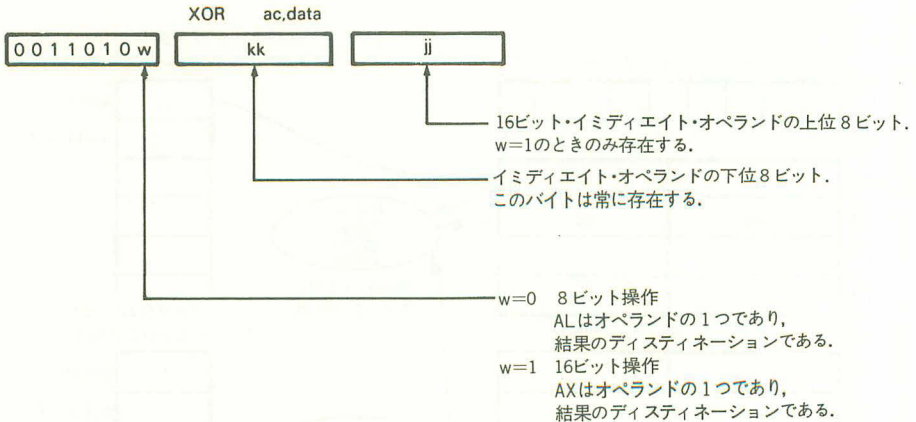 XOR ac,data
0 0 1 1 0 1 0 w kk jj
16ビット・イミディエイト・オペランドの上位8ビット.
w=1のときのみ存在する.
イミディエイト・オペランドの下位8ビット.
このバイトは常に存在する.
w=0 8ビット操作
ALはオペランドの1つであり,
結果のディスティネーションである.
w=1 16ビット操作
AXはオペランドの1つであり,
結果のディスティネーションである.